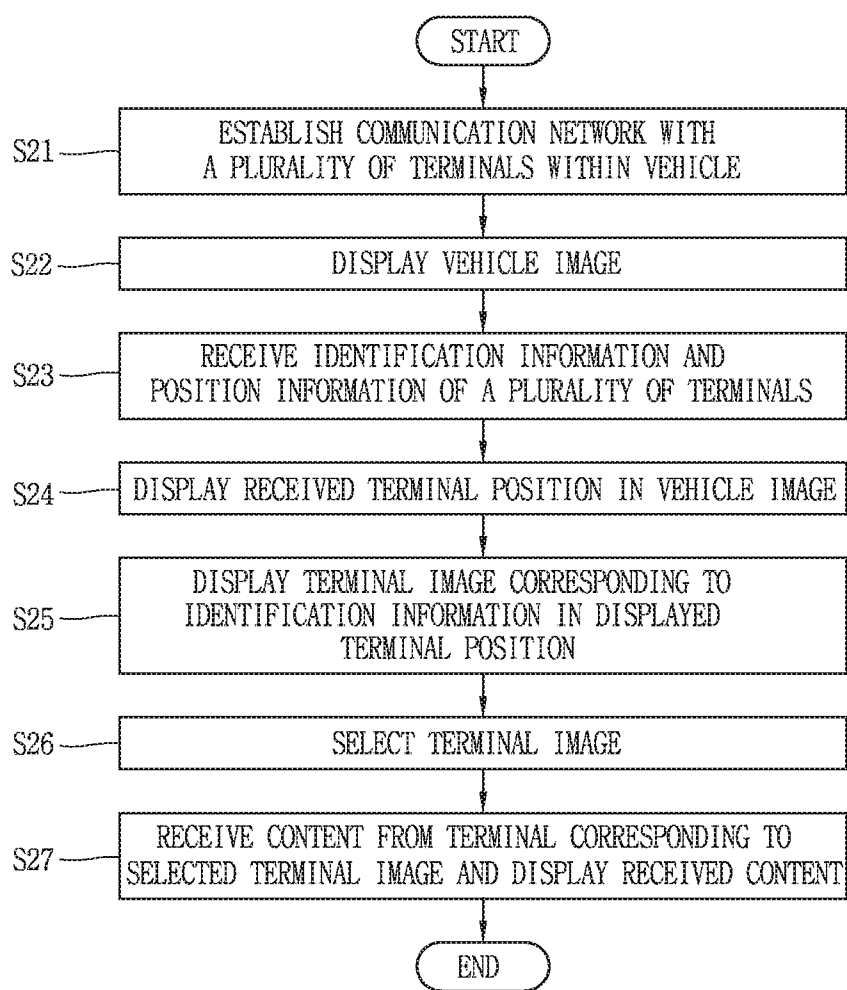 START
S21
ESTABLISH COMMUNICATION NETWORK WITH
A PLURALITY OF TERMINALS WITHIN VEHICLE
S22
DISPLAY VEHICLE IMAGE
S23
RECEIVE IDENTIFICATION INFORMATION AND
POSITION INFORMATION OF A PLURALITY OF TERMINALS
S24
DISPLAY RECEIVED TERMINAL POSITION IN VEHICLE IMAGE
S25
DISPLAY TERMINAL IMAGE CORRESPONDING TO
IDENTIFICATION INFORMATION IN DISPLAYED
TERMINAL POSITION
S26
SELECT TERMINAL IMAGE
S27
RECEIVE CONTENT FROM TERMINAL CORRESPONDING TO
SELECTED TERMINAL IMAGE AND DISPLAY RECEIVED CONTENT
END